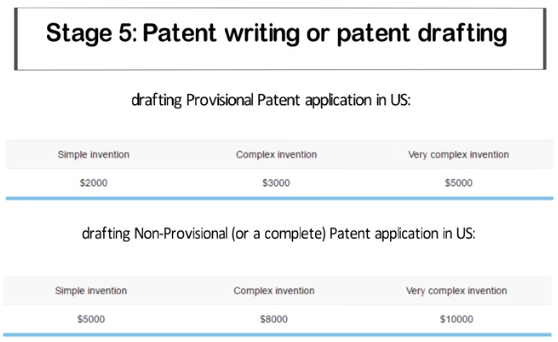 Stage 5: Patent writing or patent drafting
drafting Provisional Patent application in US:
Simple invention Complex invention Very complex invention
$2000 $3000 $5000
drafting Non-Provisional (or a complete) Patent application in US:
Simple invention Complex invention Very complex invention
$5000 $8000 $10000